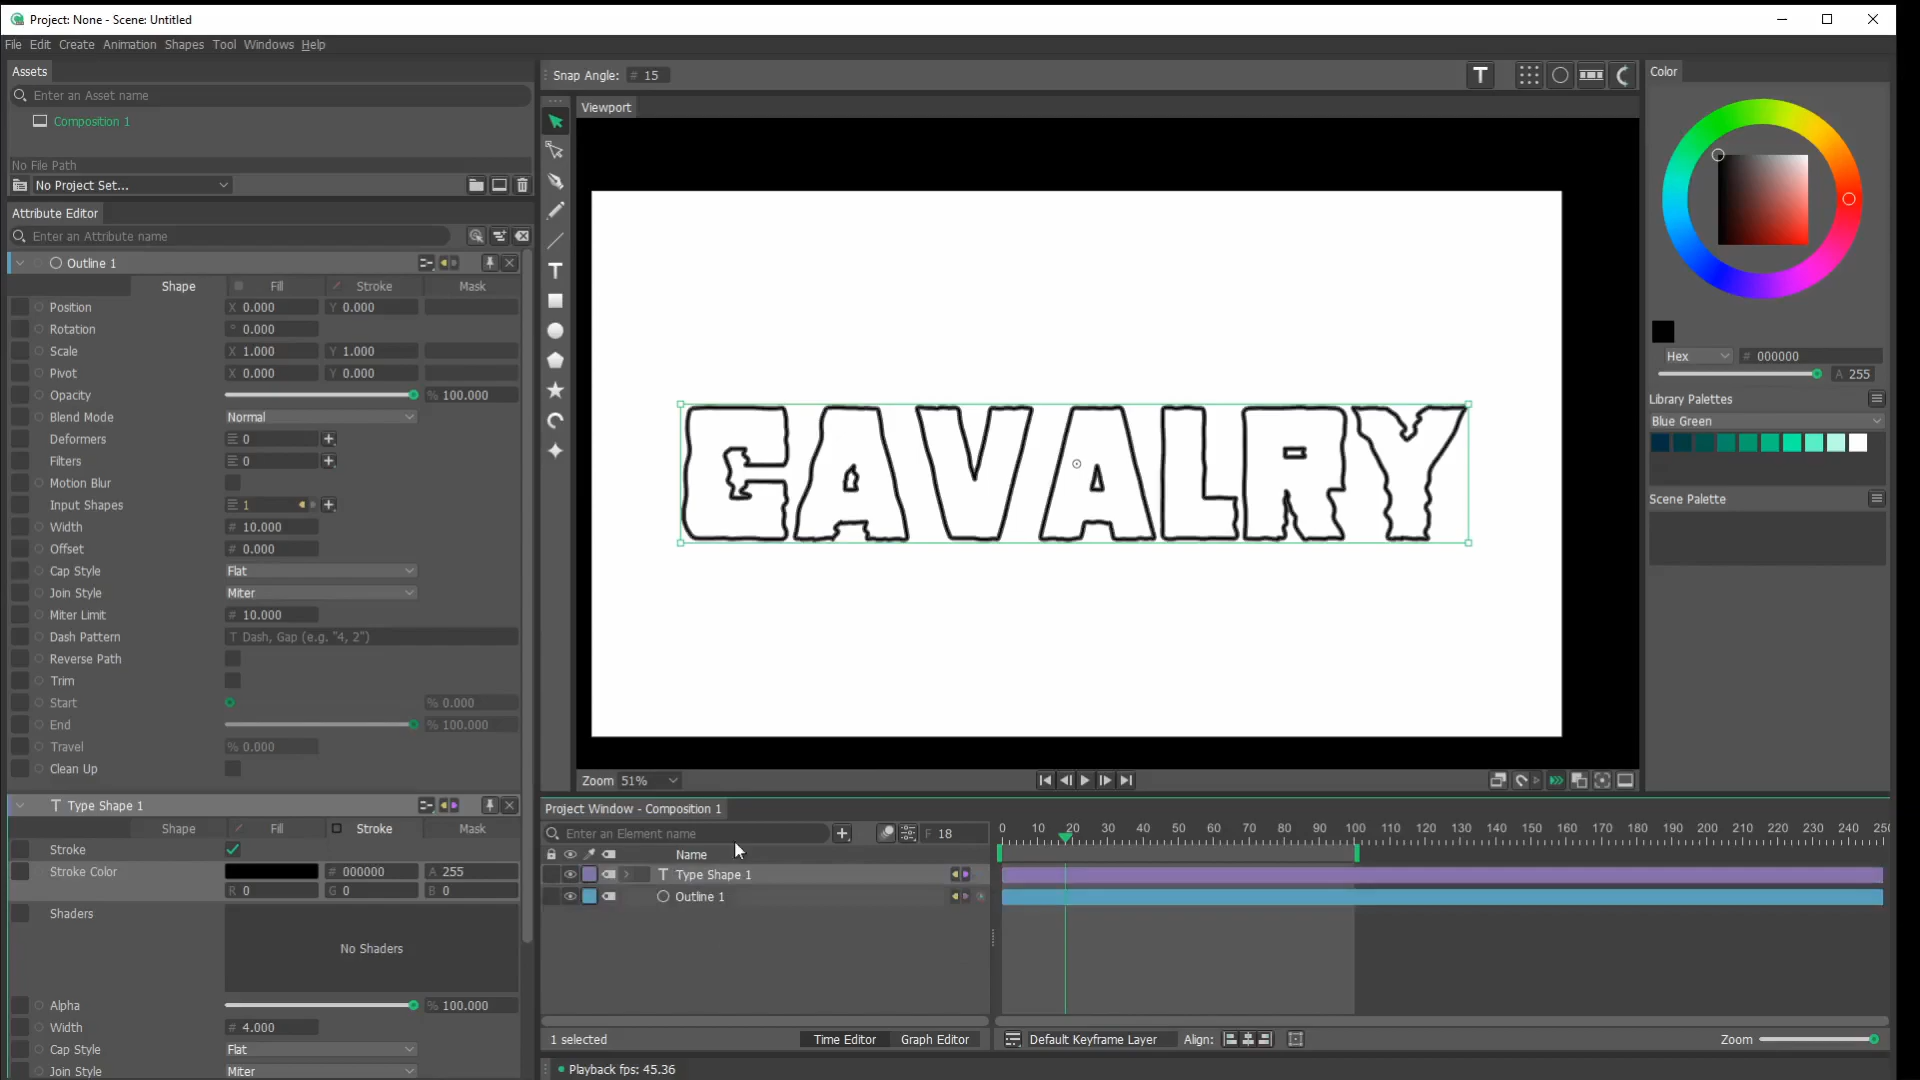 Project: None - Scene: Untitled
File Edit Create Animation Shapes Tool Windows Help
Assets
Enter an Asset name
Composition 1
No File Path
No Project Set...
Attribute Editor
Enter an Attribute name
Outline 1
Shape Fill Stroke Mask
Position X 0.000 Y 0.000
Rotation ° 0.000
Scale X 1.000 Y 1.000
Pivot X 0.000 Y 0.000
Opacity % 100.000
Blend Mode Normal
Deformers 0
Filters 0
Motion Blur
Input Shapes 1
Width # 10.000
Offset # 0.000
Cap Style Flat
Join Style Miter
Miter Limit # 10.000
Dash Pattern T Dash, Gap (e.g. "4, 2")
Reverse Path
Trim
Start % 0.000
End % 100.000
Travel % 0.000
Clean Up
T Type Shape 1
Shape Fill Stroke Mask
Stroke
Stroke Color # 000000 A 255
R 0 G 0 B 0
Shaders
No Shaders
Alpha % 100.000
Width # 4.000
Cap Style Flat
Join Style Miter
Snap Angle: # 15
Viewport
CAVALRY
Zoom 51%
Project Window - Composition 1
Enter an Element name F 18
Name
T Type Shape 1
Outline 1
0 10 20 30 40 50 60 70 80 90 100 110 120 130 140 150 160 170 180 190 200 210 220 230 240 250
1 selected Time Editor Graph Editor Default Keyframe Layer Align: Zoom
Playback fps: 45.36
Color
Hex # 000000
A 255
Library Palettes
Blue Green
Scene Palette